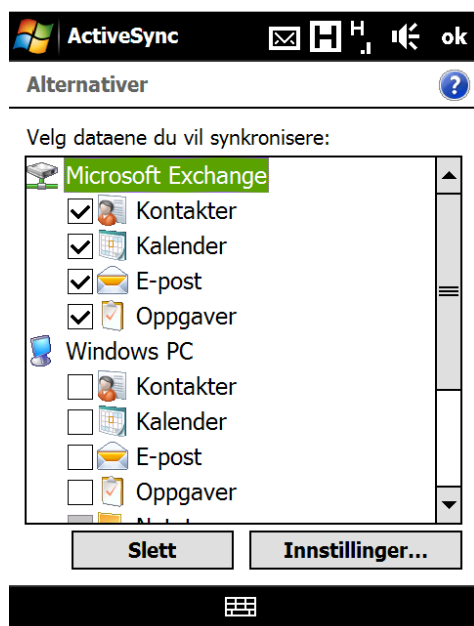 ActiveSync ok
Alternativer
Velg dataene du vil synkronisere:
Microsoft Exchange
Kontakter
Kalender
E-post
Oppgaver
Windows PC
Kontakter
Kalender
E-post
Oppgaver
Slett Innstillinger...